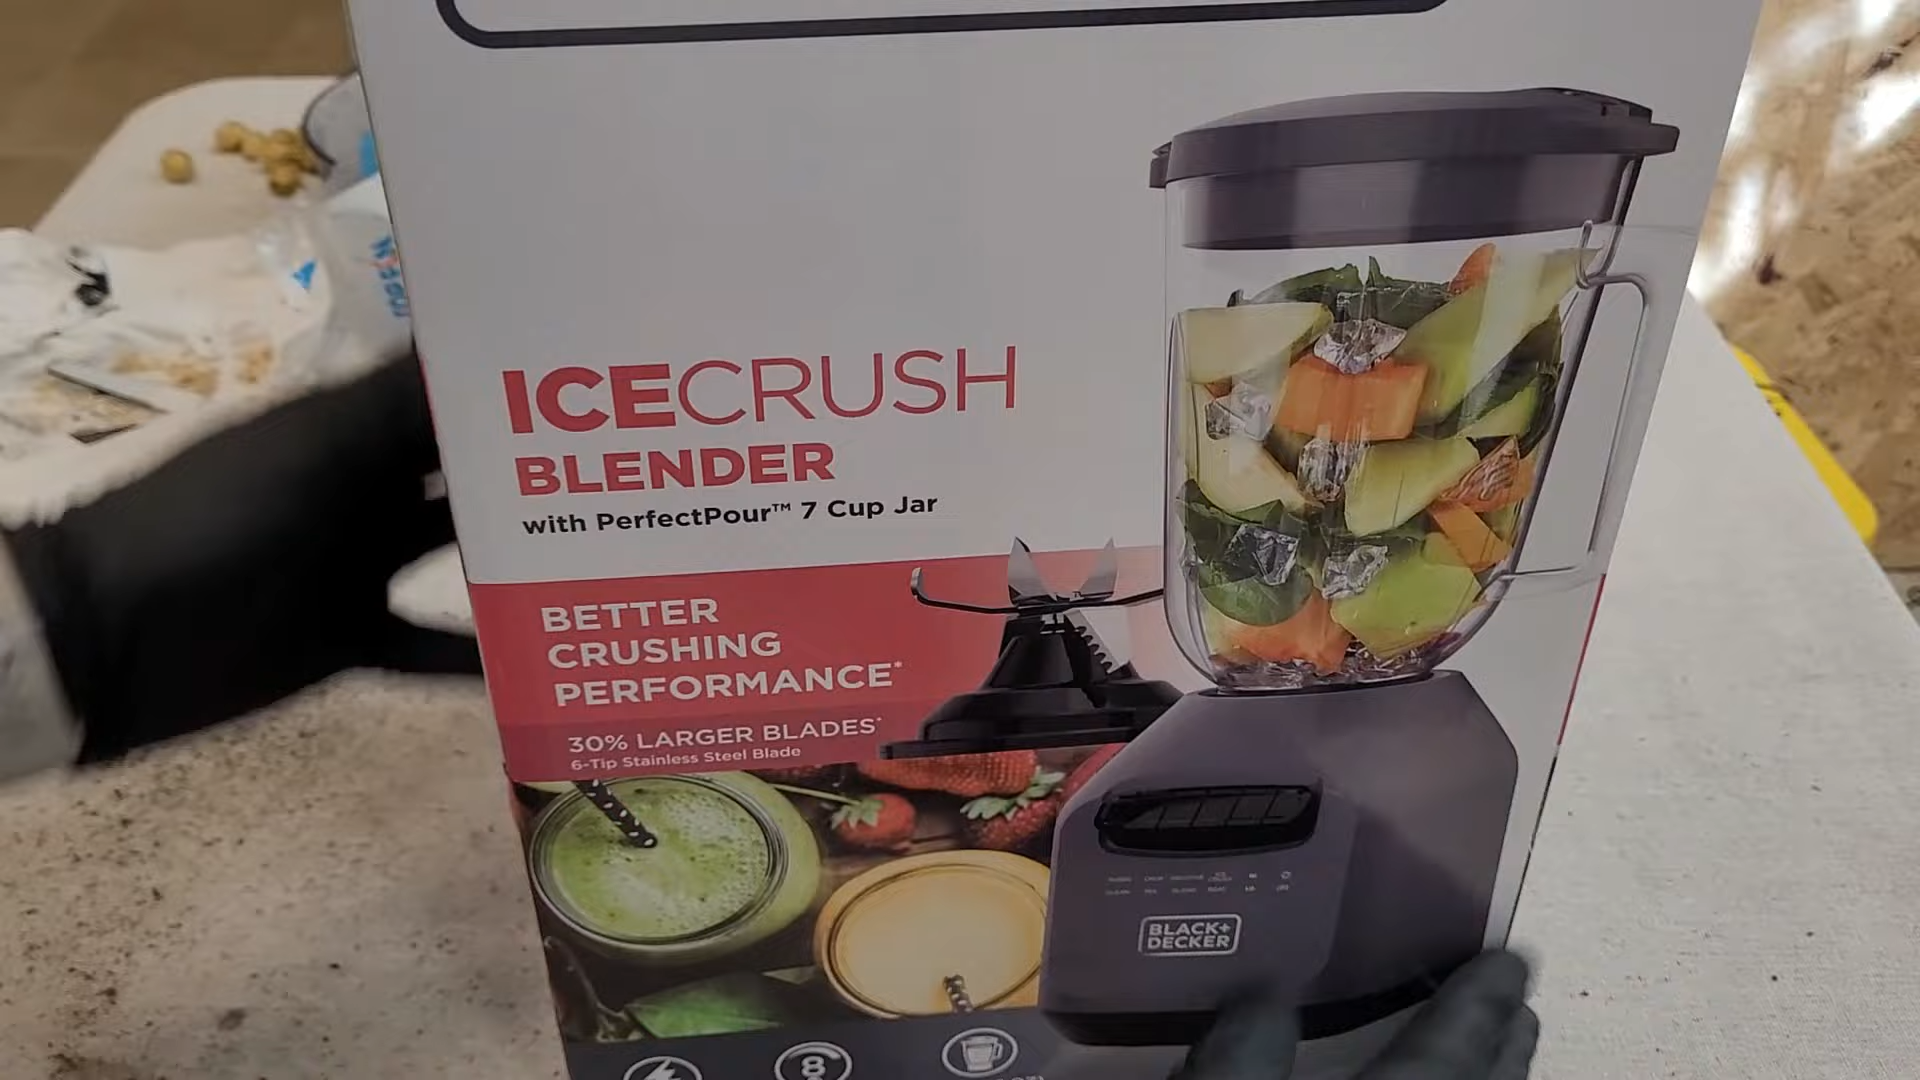 ICECRUSH
BLENDER
with PerfectPour™ 7 Cup Jar
BETTER
CRUSHING
PERFORMANCE*
30% LARGER BLADES*
6-Tip Stainless Steel Blade
BLACK+
DECKER
8